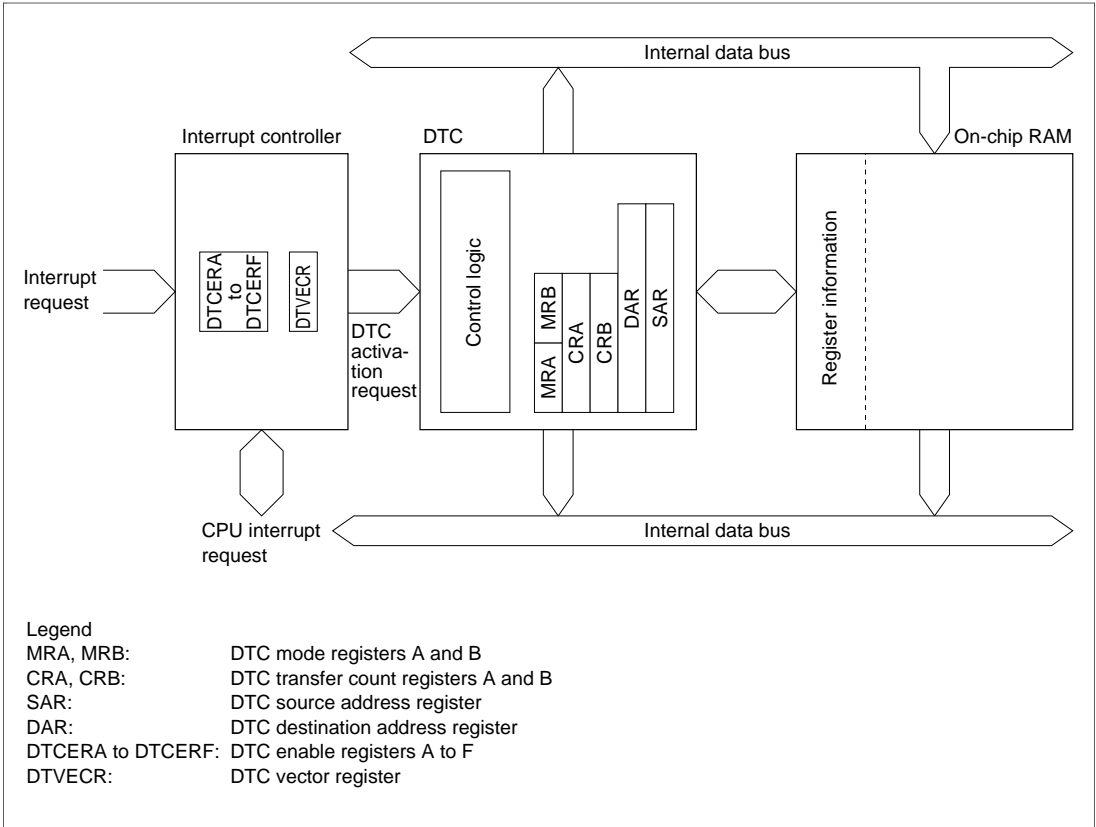 Internal data bus
Interrupt controller
DTC
On-chip RAM
Interrupt
request
DTCERA
to
DTCERF
DTVECR
DTC
activa-
tion
request
Control logic
MRA
MRB
CRA
CRB
DAR
SAR
Register information
CPU interrupt
request
Internal data bus
Legend
MRA, MRB: DTC mode registers A and B
CRA, CRB: DTC transfer count registers A and B
SAR: DTC source address register
DAR: DTC destination address register
DTCERA to DTCERF: DTC enable registers A to F
DTVECR: DTC vector register